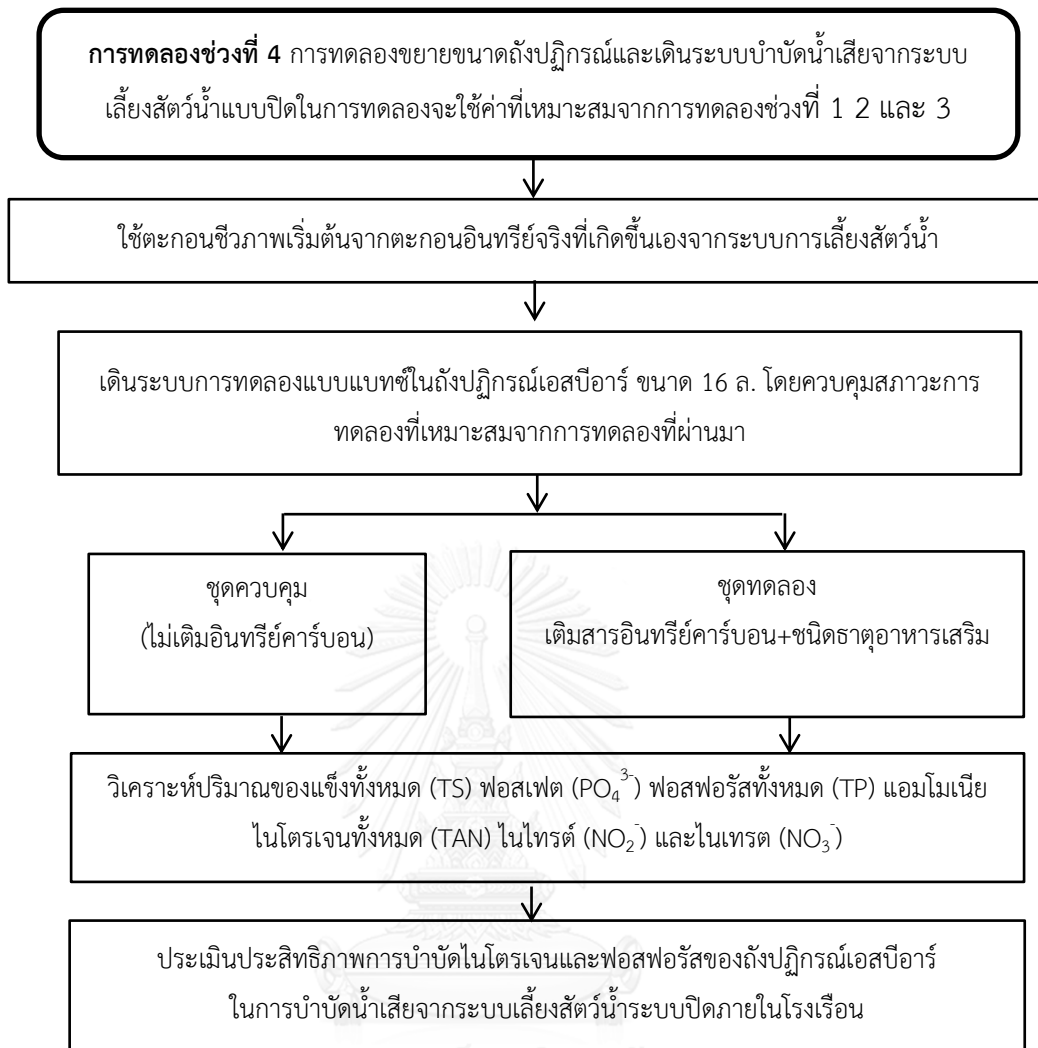 การทดลองช่วงที่ 4 การทดลองขยายขนาดถังปฏิกรณ์และเดินระบบบำบัดน้ำเสียจากระบบ
เลี้ยงสัตว์น้ำแบบปิดในการทดลองจะใช้ค่าที่เหมาะสมจากการทดลองช่วงที่ 1 2 และ 3
ใช้ตะกอนชีวภาพเริ่มต้นจากตะกอนอินทรีย์จริงที่เกิดขึ้นเองจากระบบการเลี้ยงสัตว์น้ำ
เดินระบบการทดลองแบบแบทซ์ในถังปฏิกรณ์เอสบีอาร์ ขนาด 16 ล. โดยควบคุมสภาวะการ
ทดลองที่เหมาะสมจากการทดลองที่ผ่านมา
ชุดควบคุม
(ไม่เติมอินทรีย์คาร์บอน)
ชุดทดลอง
เติมสารอินทรีย์คาร์บอน+ชนิดธาตุอาหารเสริม
วิเคราะห์ปริมาณของแข็งทั้งหมด (TS) ฟอสเฟต (PO₄³⁻) ฟอสฟอรัสทั้งหมด (TP) แอมโมเนีย
ไนโตรเจนทั้งหมด (TAN) ไนไทรต์ (NO₂⁻) และไนเทรต (NO₃⁻)
ประเมินประสิทธิภาพการบำบัดไนโตรเจนและฟอสฟอรัสของถังปฏิกรณ์เอสบีอาร์
ในการบำบัดน้ำเสียจากระบบเลี้ยงสัตว์น้ำระบบปิดภายในโรงเรือน